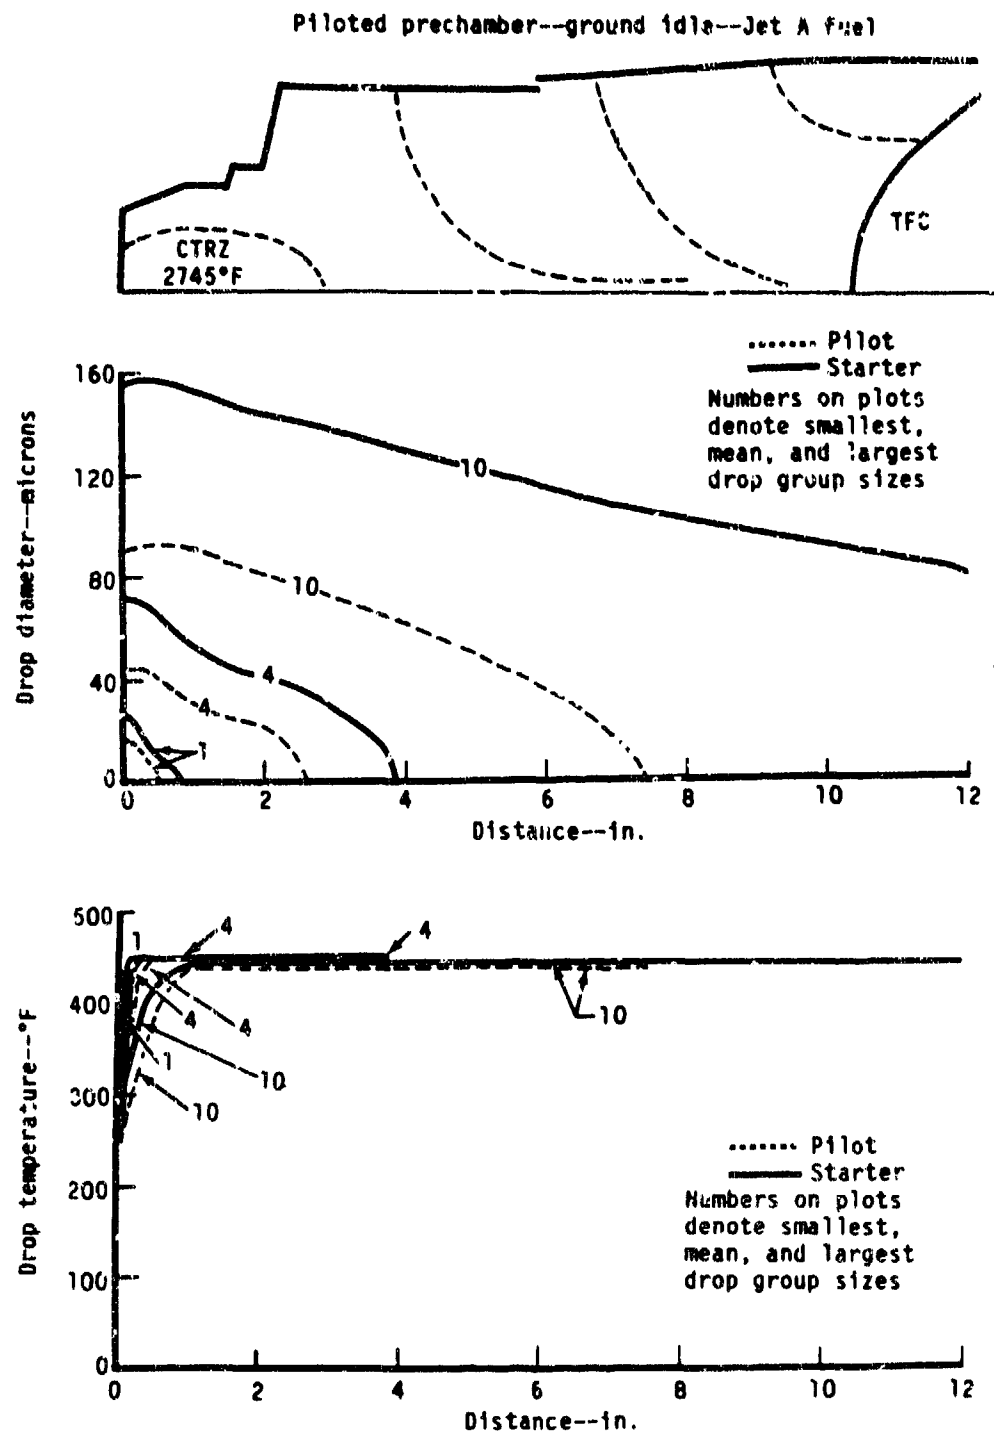 Piloted prechamber--ground idle--Jet A fuel
CTRZ
2745°F
TFC
Pilot
Starter
Numbers on plots
denote smallest,
mean, and largest
drop group sizes
Drop diameter--microns
160
120
80
40
0
10
10
4
4
1
0 2 4 6 8 10 12
Distance--in.
Drop temperature--°F
500
400
300
200
100
0
1
4
4
4
4
1
10
10
10
Pilot
Starter
Numbers on plots
denote smallest,
mean, and largest
drop group sizes
0 2 4 6 8 10 12
Distance--in.